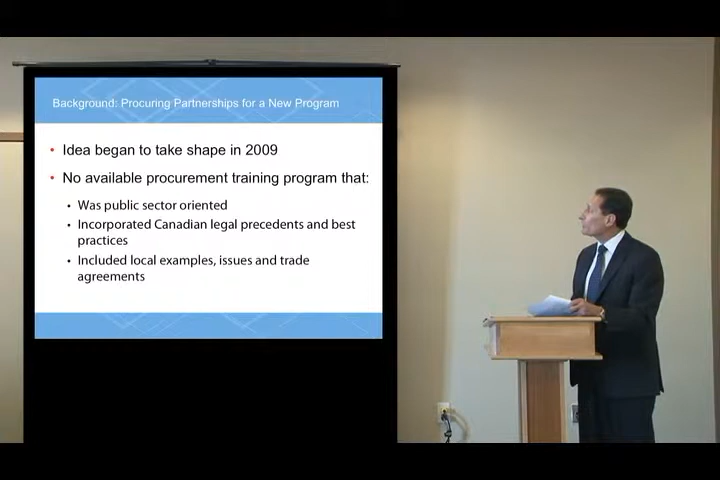 Background: Procuring Partnerships for a New Program
• Idea began to take shape in 2009
• No available procurement training program that:
• Was public sector oriented
• Incorporated Canadian legal precedents and best
practices
• Included local examples, issues and trade
agreements